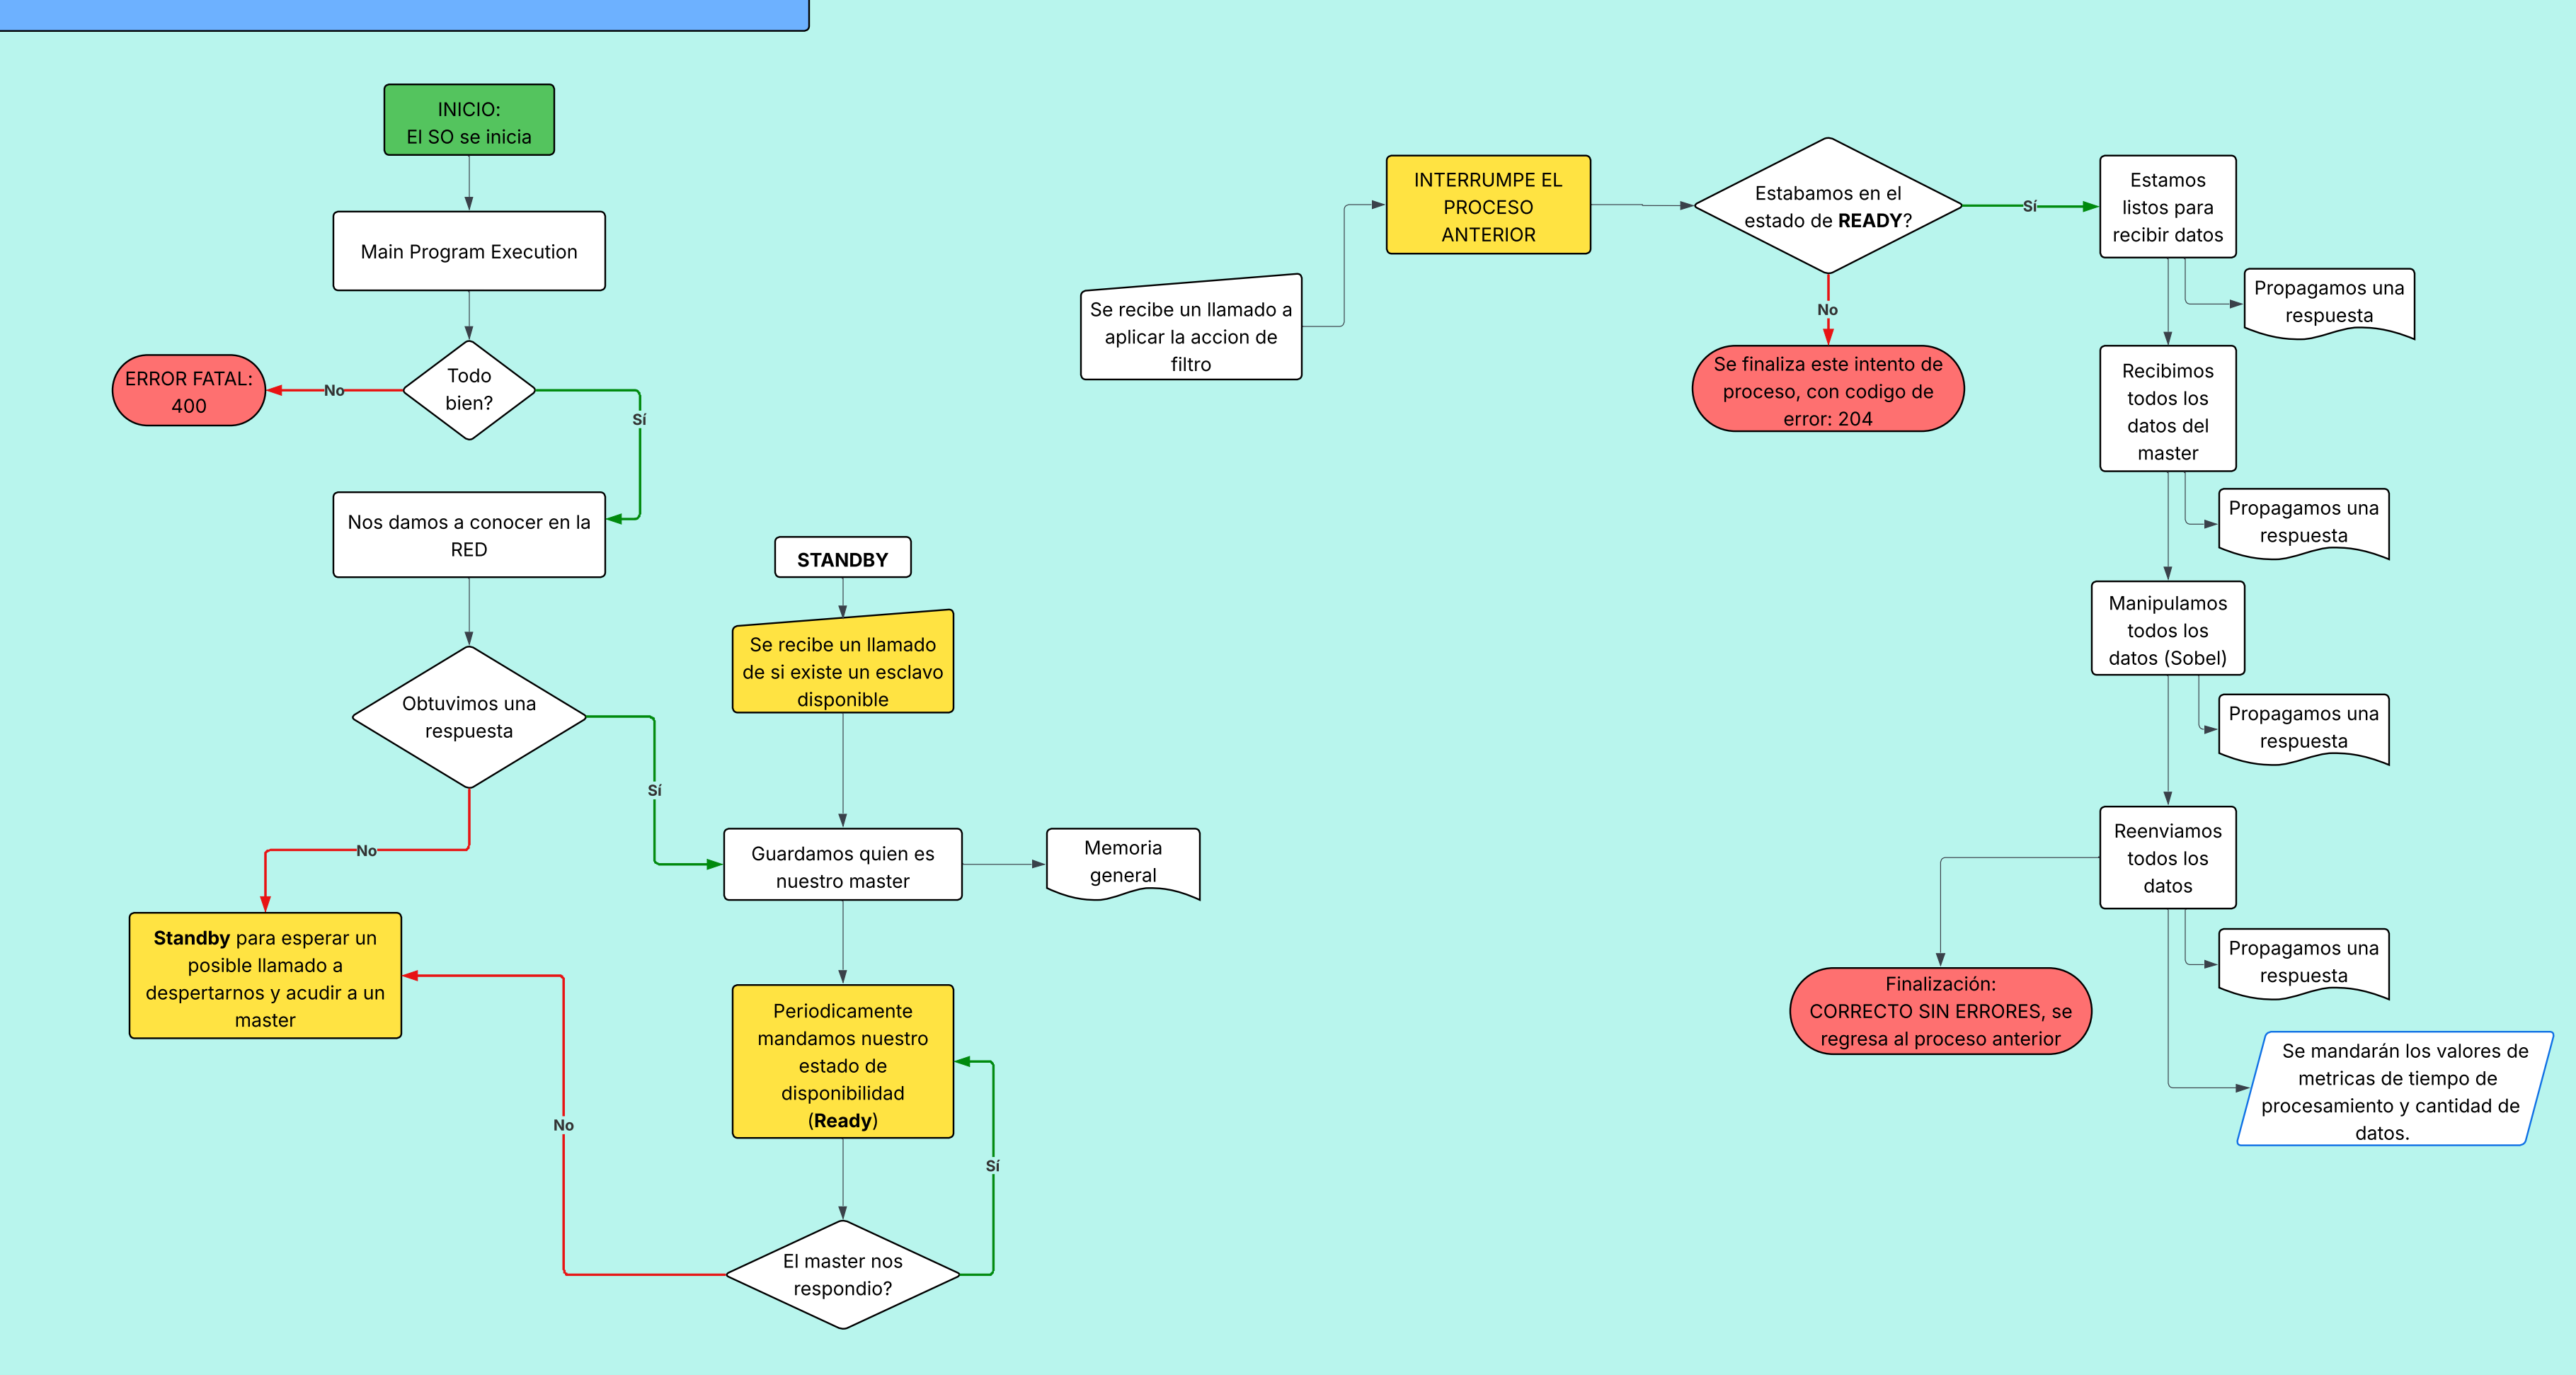 INICIO:
El SO se inicia
Main Program Execution
Todo
bien?
No
ERROR FATAL:
400
Sí
Nos damos a conocer en la
RED
Obtuvimos una
respuesta
No
Sí
Standby para esperar un
posible llamado a
despertarnos y acudir a un
master
STANDBY
Se recibe un llamado
de si existe un esclavo
disponible
Guardamos quien es
nuestro master
Memoria
general
Periodicamente
mandamos nuestro
estado de
disponibilidad
(Ready)
El master nos
respondio?
No
Sí
Se recibe un llamado a
aplicar la accion de
filtro
INTERRUMPE EL
PROCESO
ANTERIOR
Estabamos en el
estado de READY?
No
Se finaliza este intento de
proceso, con codigo de
error: 204
Sí
Estamos
listos para
recibir datos
Propagamos una
respuesta
Recibimos
todos los
datos del
master
Propagamos una
respuesta
Manipulamos
todos los
datos (Sobel)
Propagamos una
respuesta
Reenviamos
todos los
datos
Propagamos una
respuesta
Finalización:
CORRECTO SIN ERRORES, se
regresa al proceso anterior
Se mandarán los valores de
metricas de tiempo de
procesamiento y cantidad de
datos.